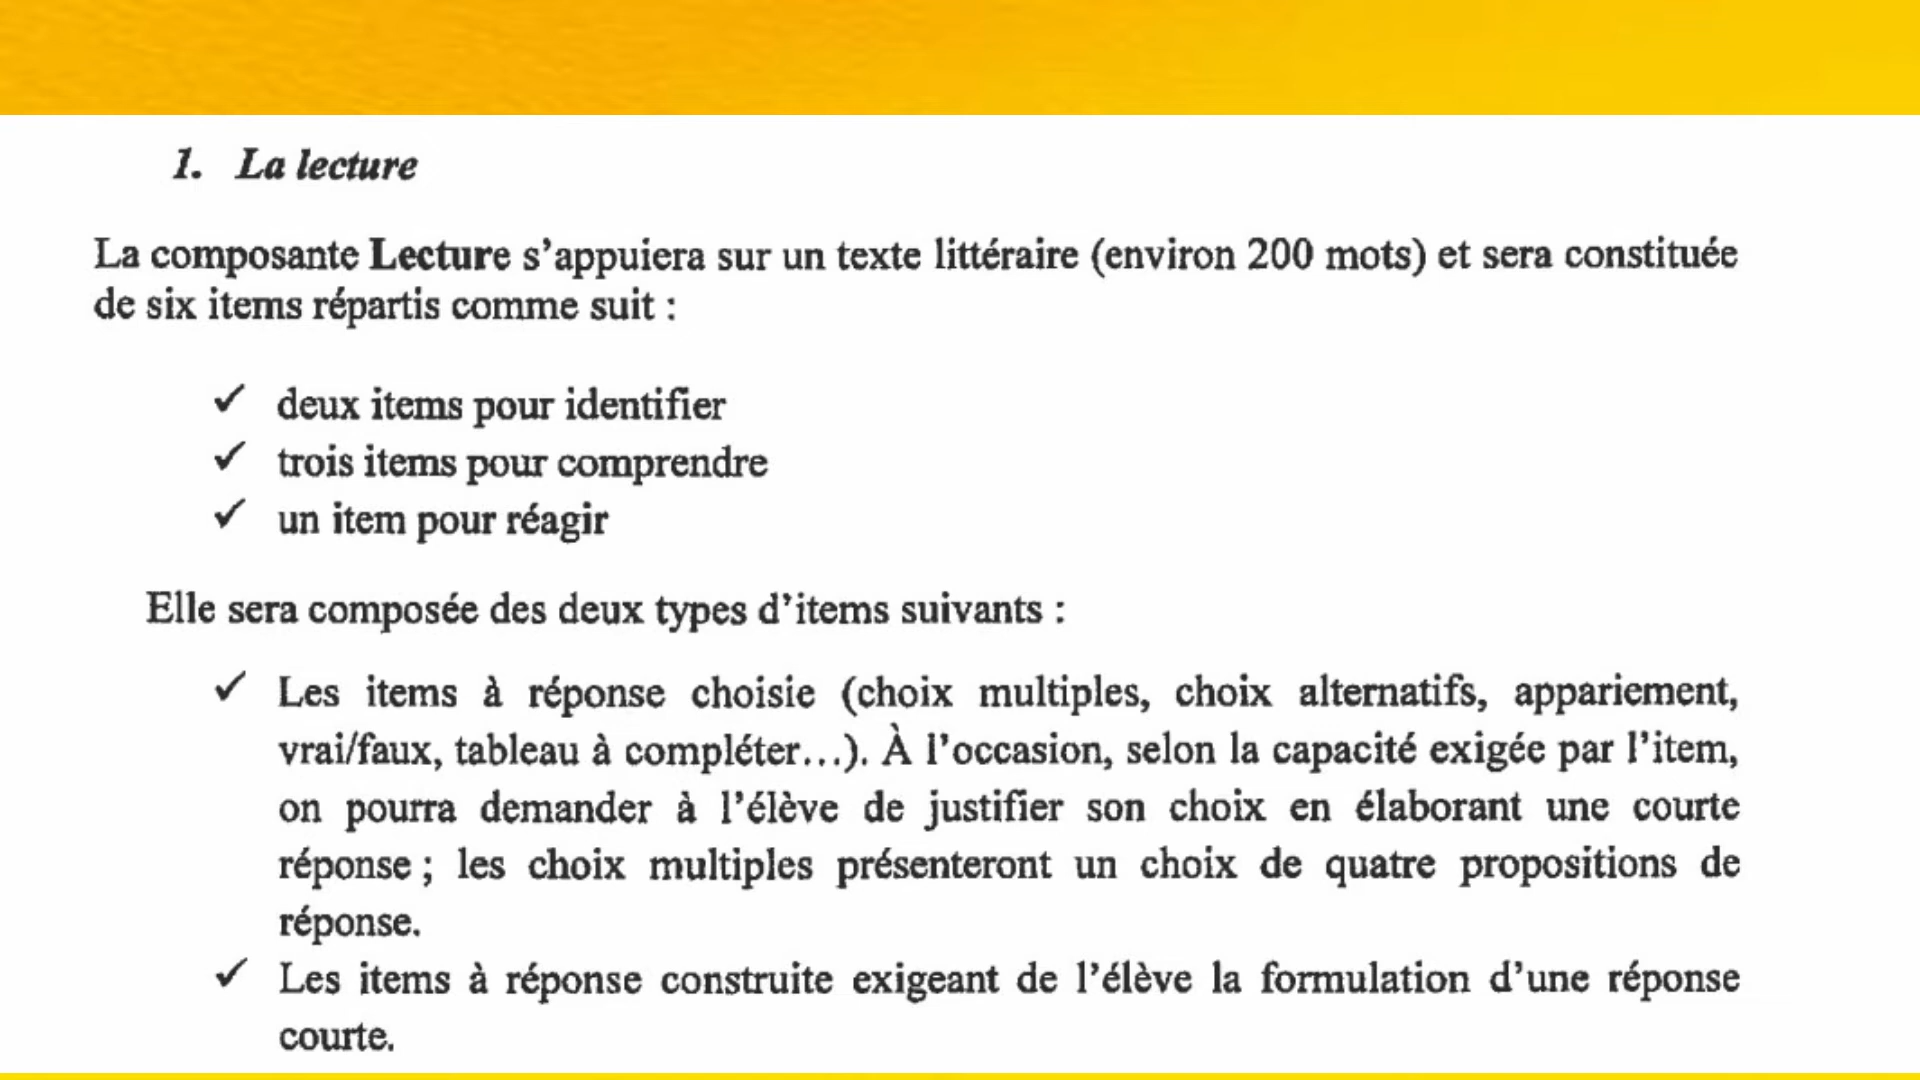 1. La lecture
La composante Lecture s'appuiera sur un texte littéraire (environ 200 mots) et sera constituée
de six items répartis comme suit :
✓ deux items pour identifier
✓ trois items pour comprendre
✓ un item pour réagir
Elle sera composée des deux types d'items suivants :
✓ Les items à réponse choisie (choix multiples, choix alternatifs, appariement,
vrai/faux, tableau à compléter...). À l'occasion, selon la capacité exigée par l'item,
on pourra demander à l'élève de justifier son choix en élaborant une courte
réponse ; les choix multiples présenteront un choix de quatre propositions de
réponse.
✓ Les items à réponse construite exigeant de l'élève la formulation d'une réponse
courte.